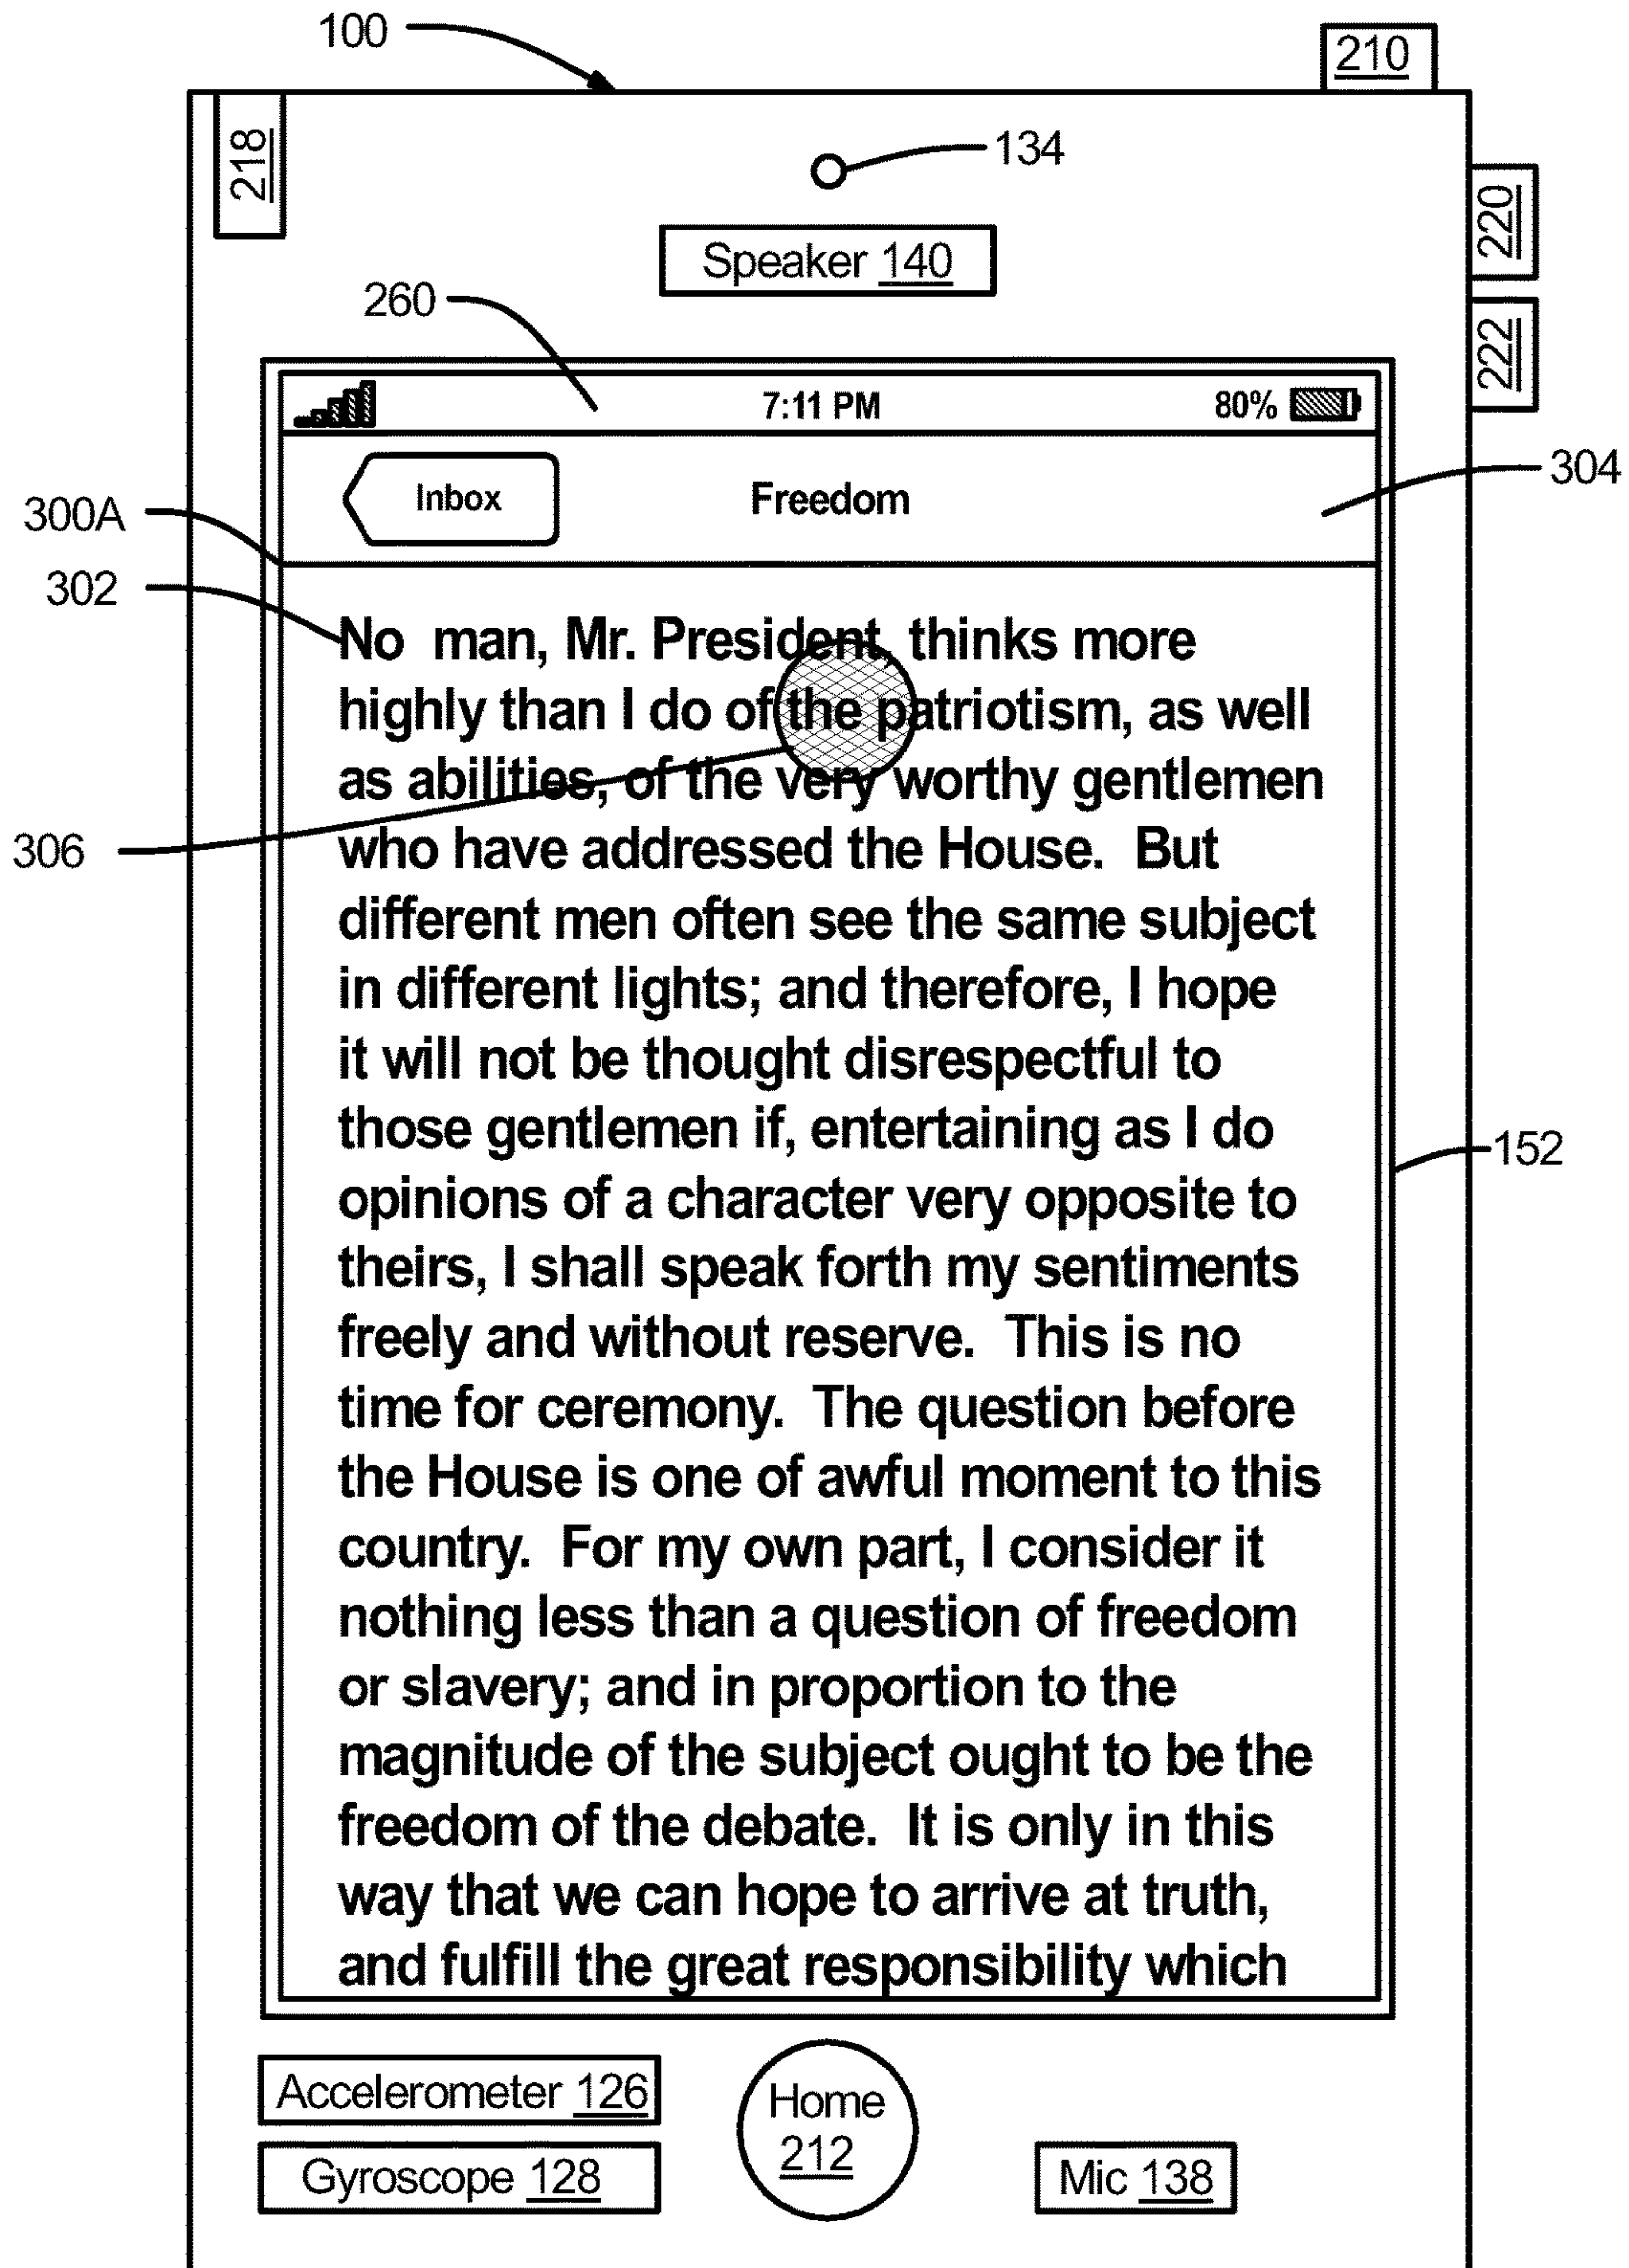 100
210
218
134
220
Speaker 140
260
222
7:11 PM
80%
304
Inbox
Freedom
300A
302
No man, Mr. President, thinks more
highly than I do of the patriotism, as well
as abilities, of the very worthy gentlemen
306
who have addressed the House. But
different men often see the same subject
in different lights; and therefore, I hope
it will not be thought disrespectful to
those gentlemen if, entertaining as I do
152
opinions of a character very opposite to
theirs, I shall speak forth my sentiments
freely and without reserve. This is no
time for ceremony. The question before
the House is one of awful moment to this
country. For my own part, I consider it
nothing less than a question of freedom
or slavery; and in proportion to the
magnitude of the subject ought to be the
freedom of the debate. It is only in this
way that we can hope to arrive at truth,
and fulfill the great responsibility which
Accelerometer 126
Home
212
Gyroscope 128
Mic 138